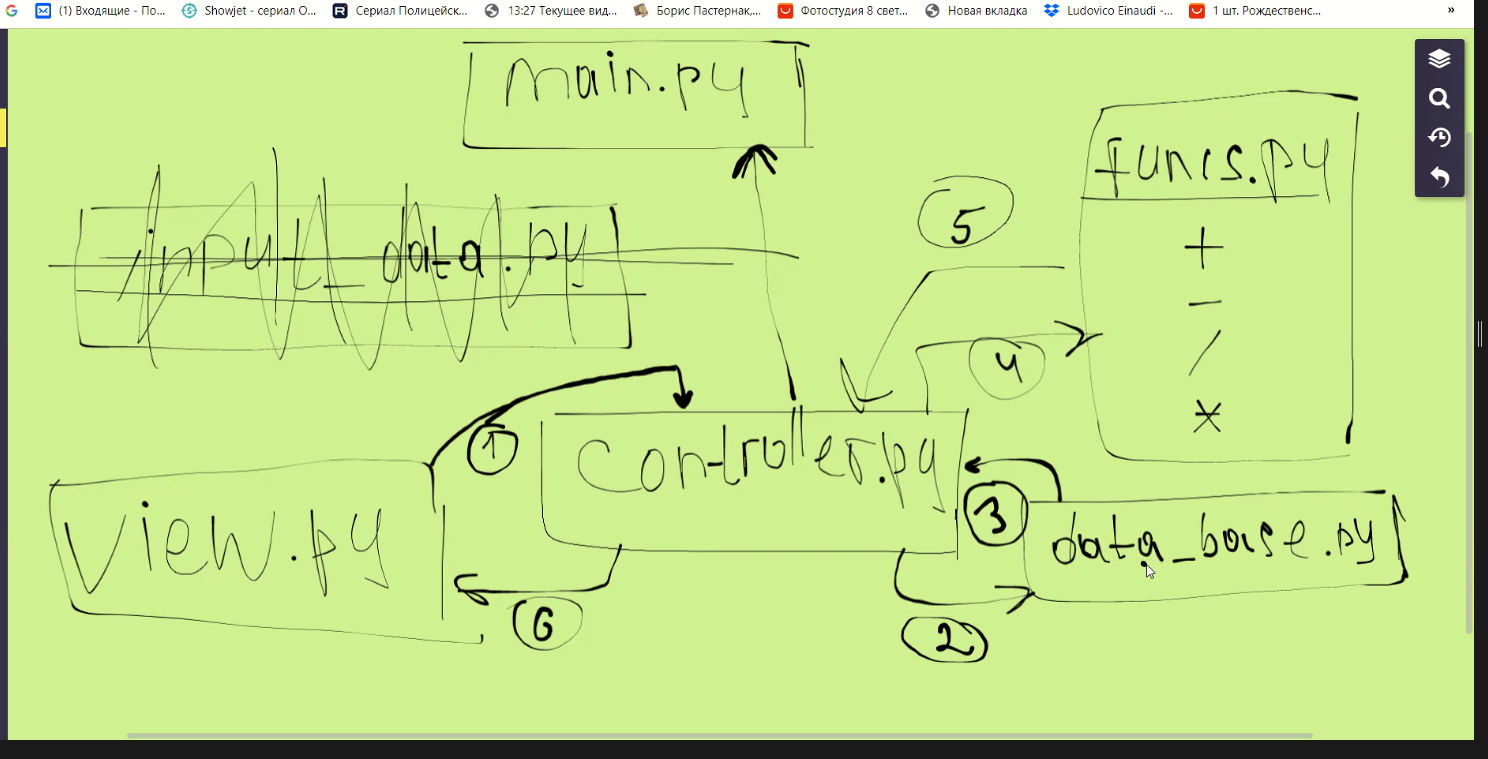 (1) Входящие - По...
Showjet - сериал О...
Сериал Полицейск...
13:27 Текущее вид...
Борис Пастернак,...
Фотостудия 8 свет...
Новая вкладка
Ludovico Einaudi -...
1 шт. Рождественс...
»
main.py
funcs.py
+
-
/
*
input_data.py
5
4
1
controller.py
3
view.py
data_base.py
6
2